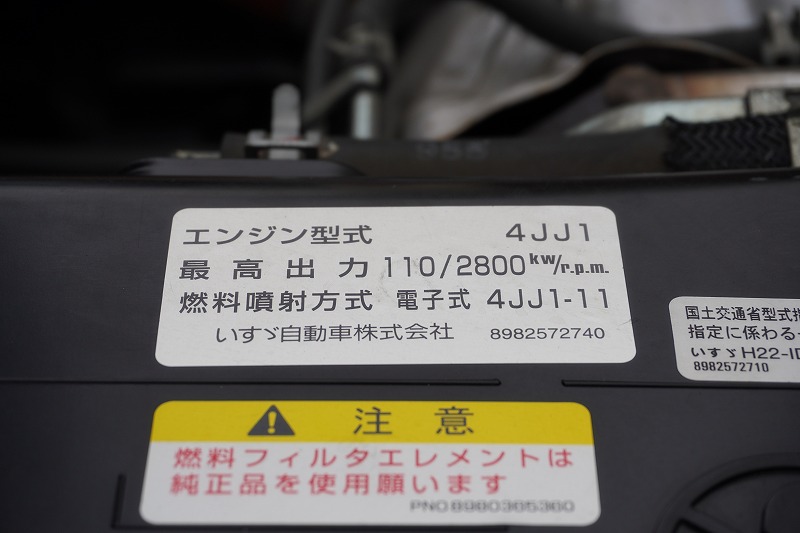 エンジン型式 4JJ1
最高出力 110/2800 kw/r.p.m.
燃料噴射方式 電子式 4JJ1-11
いすゞ自動車株式会社 8982572740
国土交通省型式指
指定に係わる
いすゞH22-ID
8982572710
注意
燃料フィルタエレメントは
純正品を使用願います
PNO8980365360